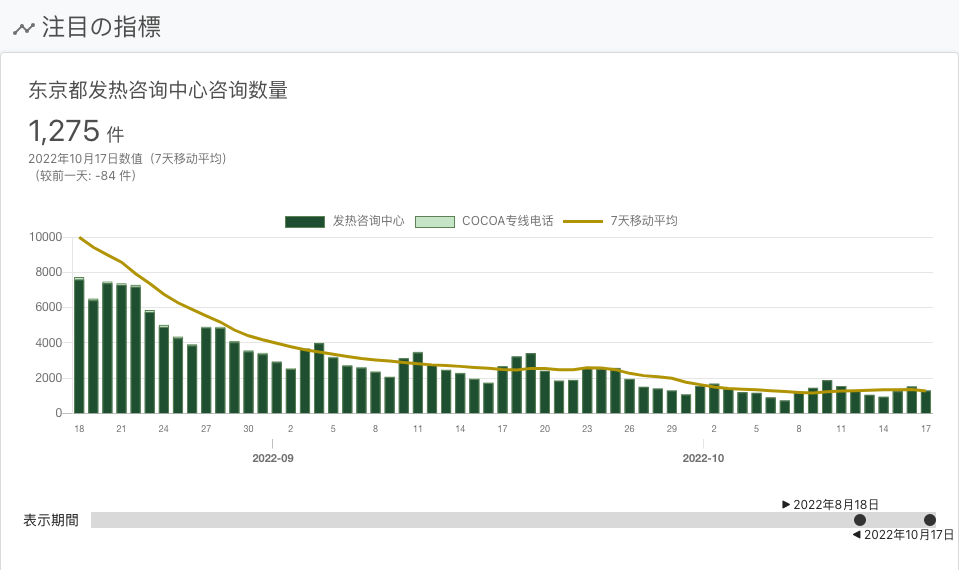 注目の指標
东京都发热咨询中心咨询数量
1,275 件
2022年10月17日数值（7天移动平均）
（较前一天: -84 件）
发热咨询中心 COCOA专线电话 7天移动平均
10000
8000
6000
4000
2000
0
18 21 24 27 30 2 5 8 11 14 17 20 23 26 29 2 5 8 11 14 17
2022-09 2022-10
2022年8月18日
表示期間
2022年10月17日